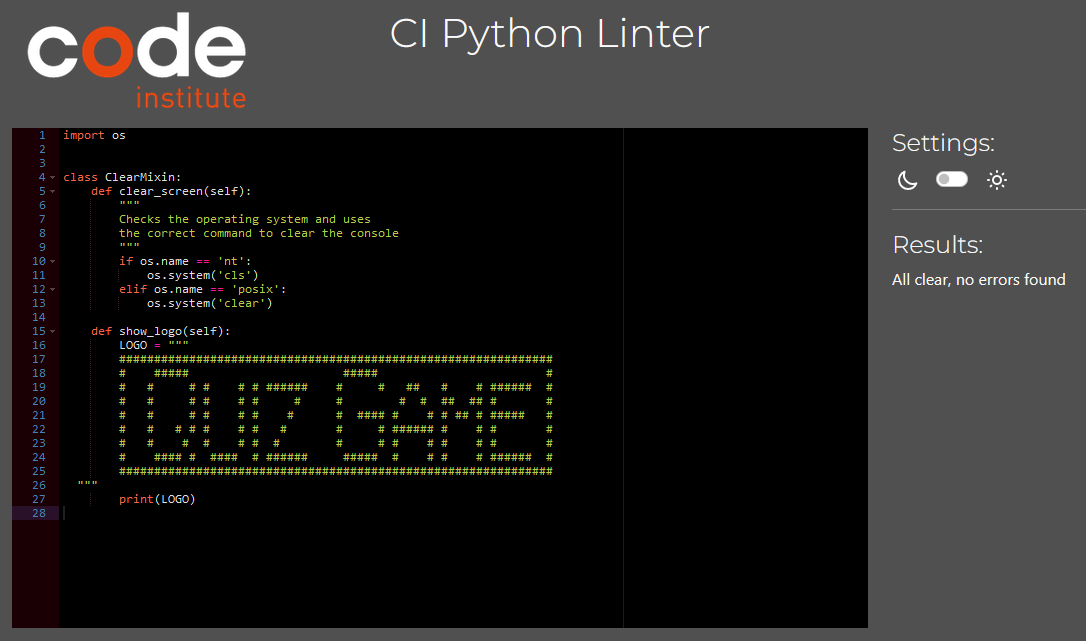 code
institute
CI Python Linter
1 import os
2
3
4 class ClearMixin:
5     def clear_screen(self):
6         """
7         Checks the operating system and uses
8         the correct command to clear the console
9         """
10         if os.name == 'nt':
11             os.system('cls')
12         elif os.name == 'posix':
13             os.system('clear')
14
15     def show_logo(self):
16         LOGO = """
17         ##############################################################
18         #    #####                      #####                        #
19         #   #     # #    # # ######    #     #   ##   #    # ######  #
20         #   #     # #    # #     #     #        #  #  ##  ## #       #
21         #   #     # #    # #    #      #  #### #    # # ## # #####   #
22         #   #   # # #    # #   #       #     # ###### #    # #       #
23         #   #    #  #    # #  #        #     # #    # #    # #       #
24         #    #### #  ####  # ######     #####  #    # #    # ######  #
25         ##############################################################
26   """
27         print(LOGO)
28
Settings:
Results:
All clear, no errors found